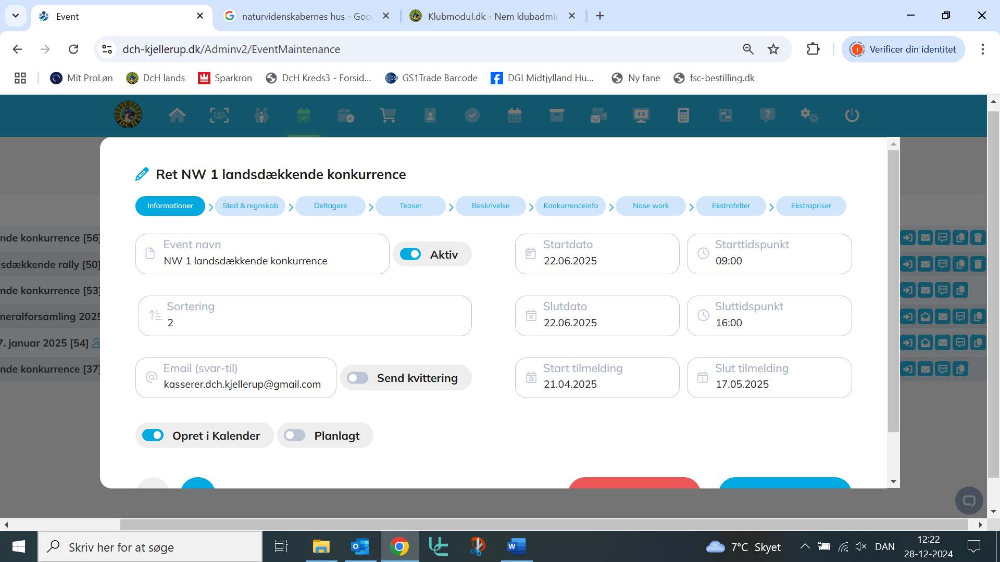 Event
naturvidenskabernes hus - Goo
Klubmodul.dk - Nem klubadmir
dch-kjellerup.dk/Adminv2/EventMaintenance
Verificer din identitet
Mit ProLøn
DcH lands
Sparkron
DcH Kreds3 - Forsid...
GS1Trade Barcode
DGI Midtjylland Hu...
Ny fane
fsc-bestilling.dk
Ret NW 1 landsdækkende konkurrence
Informationer
Sted & regnskab
Deltagere
Teaser
Beskrivelse
Konkurrenceinfo
Nose work
Ekstrafelter
Ekstrapriser
nde konkurrence [56]
sdækkende rally [50]
nde konkurrence [53]
neralforsamling 2025
7. januar 2025 [54]
nde konkurrence [37]
Event navn
NW 1 landsdækkende konkurrence
Aktiv
Startdato
22.06.2025
Starttidspunkt
09:00
Sortering
2
Slutdato
22.06.2025
Sluttidspunkt
16:00
Email (svar-til)
kasserer.dch.kjellerup@gmail.com
Send kvittering
Start tilmelding
21.04.2025
Slut tilmelding
17.05.2025
Opret i Kalender
Planlagt
Skriv her for at søge
7°C Skyet
DAN
12:22
28-12-2024